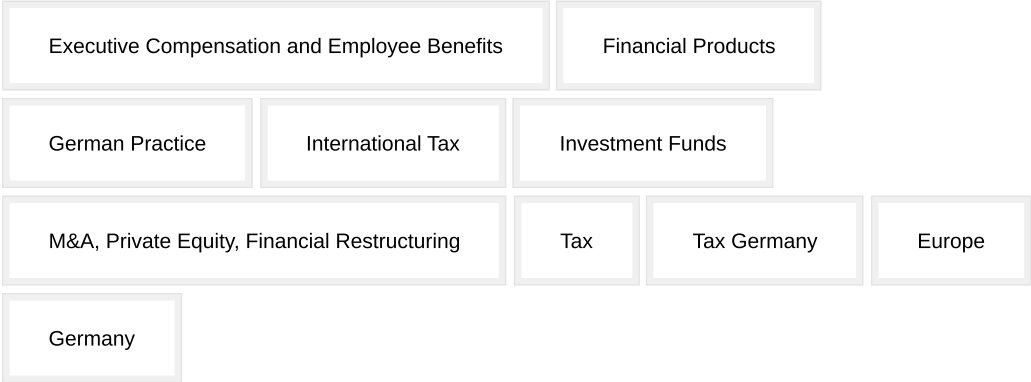 Executive Compensation and Employee Benefits
Financial Products
German Practice
International Tax
Investment Funds
M&A, Private Equity, Financial Restructuring
Tax
Tax Germany
Europe
Germany